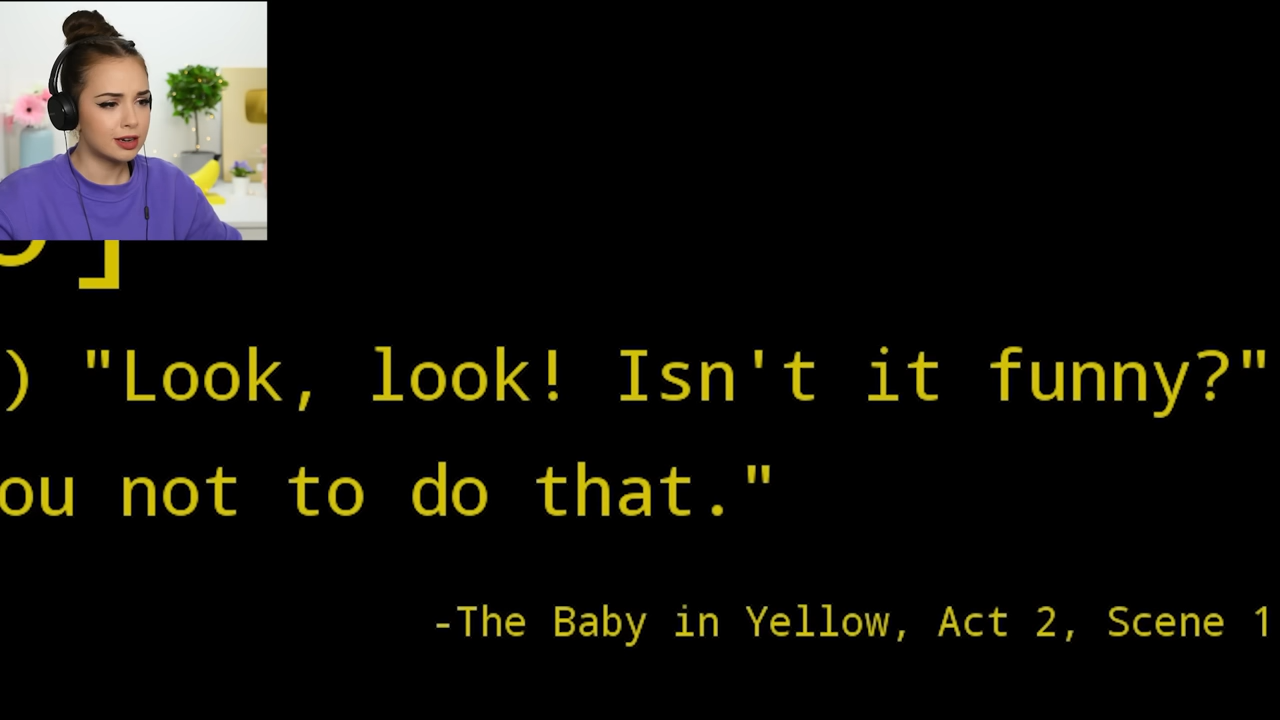 ) "Look, look! Isn't it funny?"
ou not to do that."
-The Baby in Yellow, Act 2, Scene 1